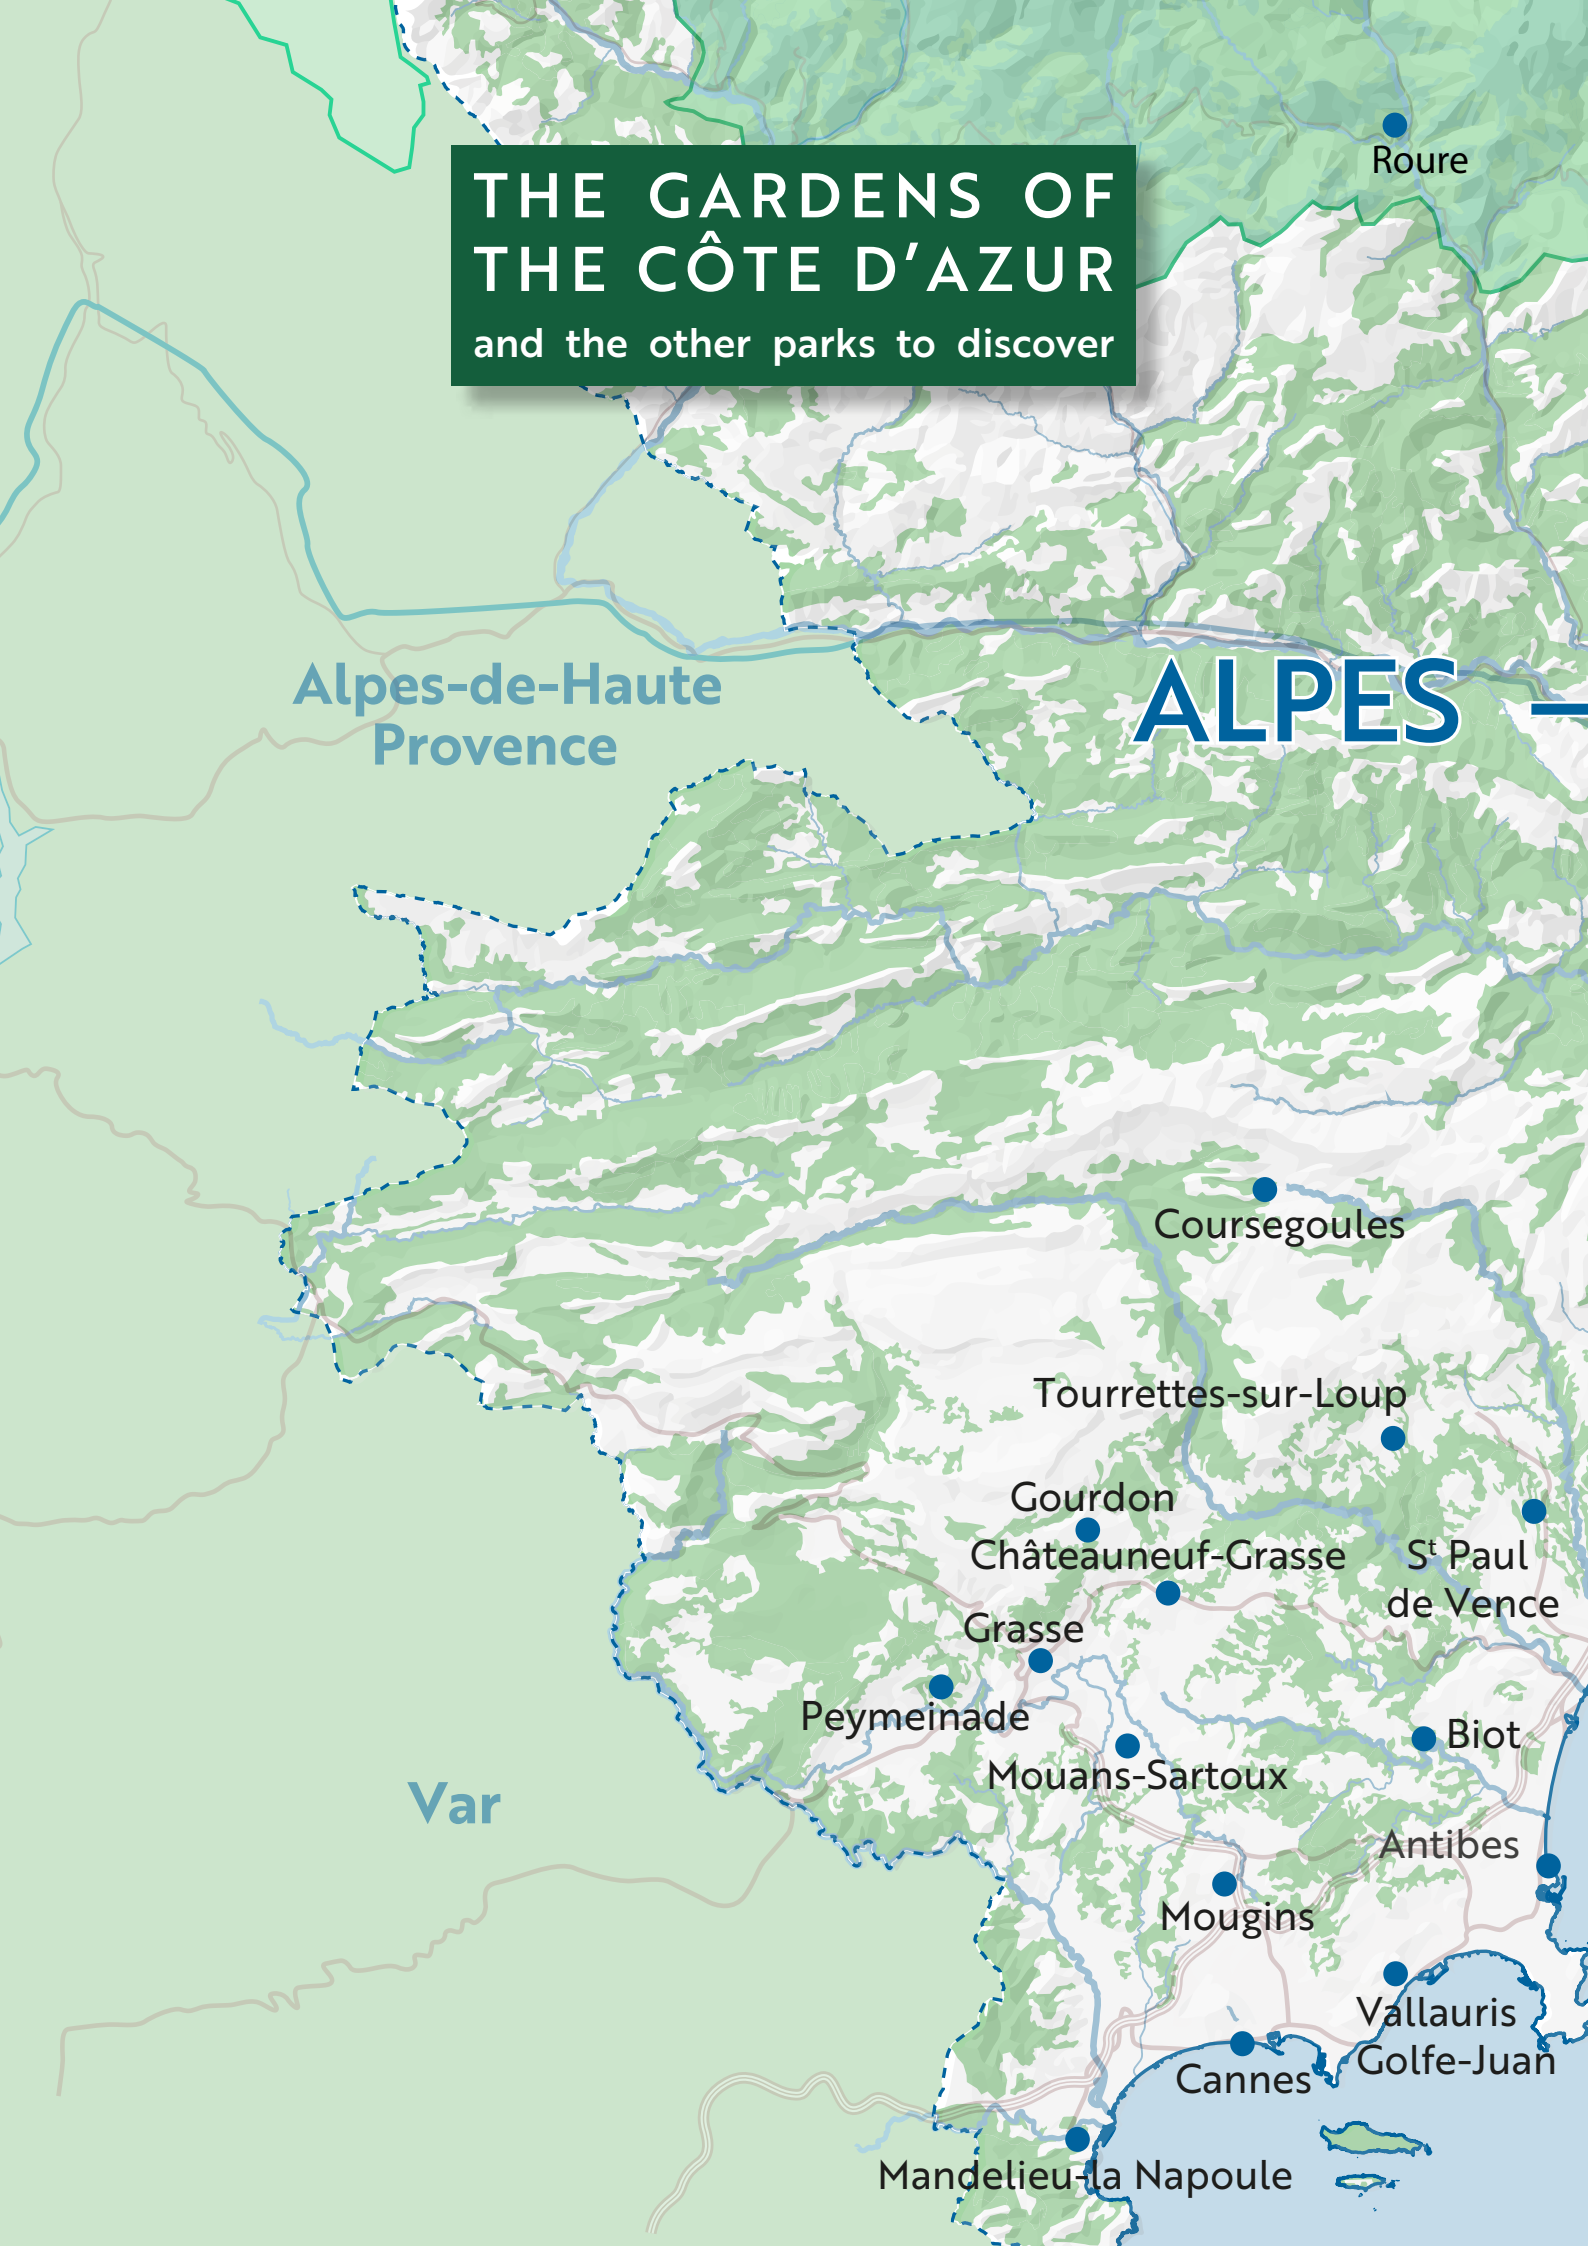 Roure
THE GARDENS OF
THE CÔTE D’AZUR
and the other parks to discover
Alpes-de-Haute
Provence
ALPES –
Coursegoules
Tourrettes-sur-Loup
Gourdon
Châteauneuf-Grasse
St Paul
de Vence
Grasse
Peymeinade
Biot
Mouans-Sartoux
Var
Antibes
Mougins
Vallauris
Golfe-Juan
Cannes
Mandelieu-la Napoule